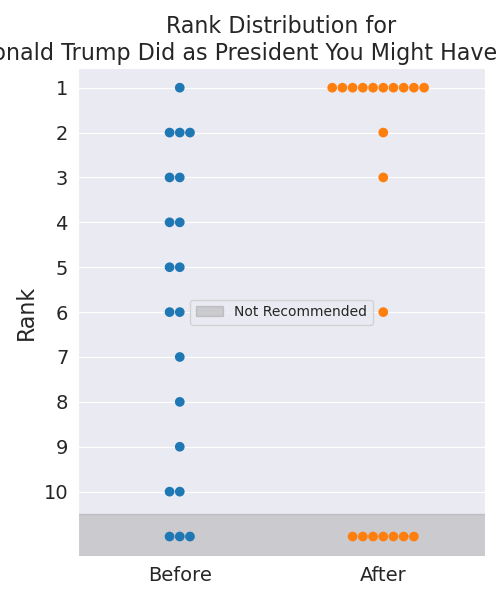 Rank Distribution for
onald Trump Did as President You Might Have
1
2
3
4
5
6
7
8
9
10
Rank
Not Recommended
Before
After